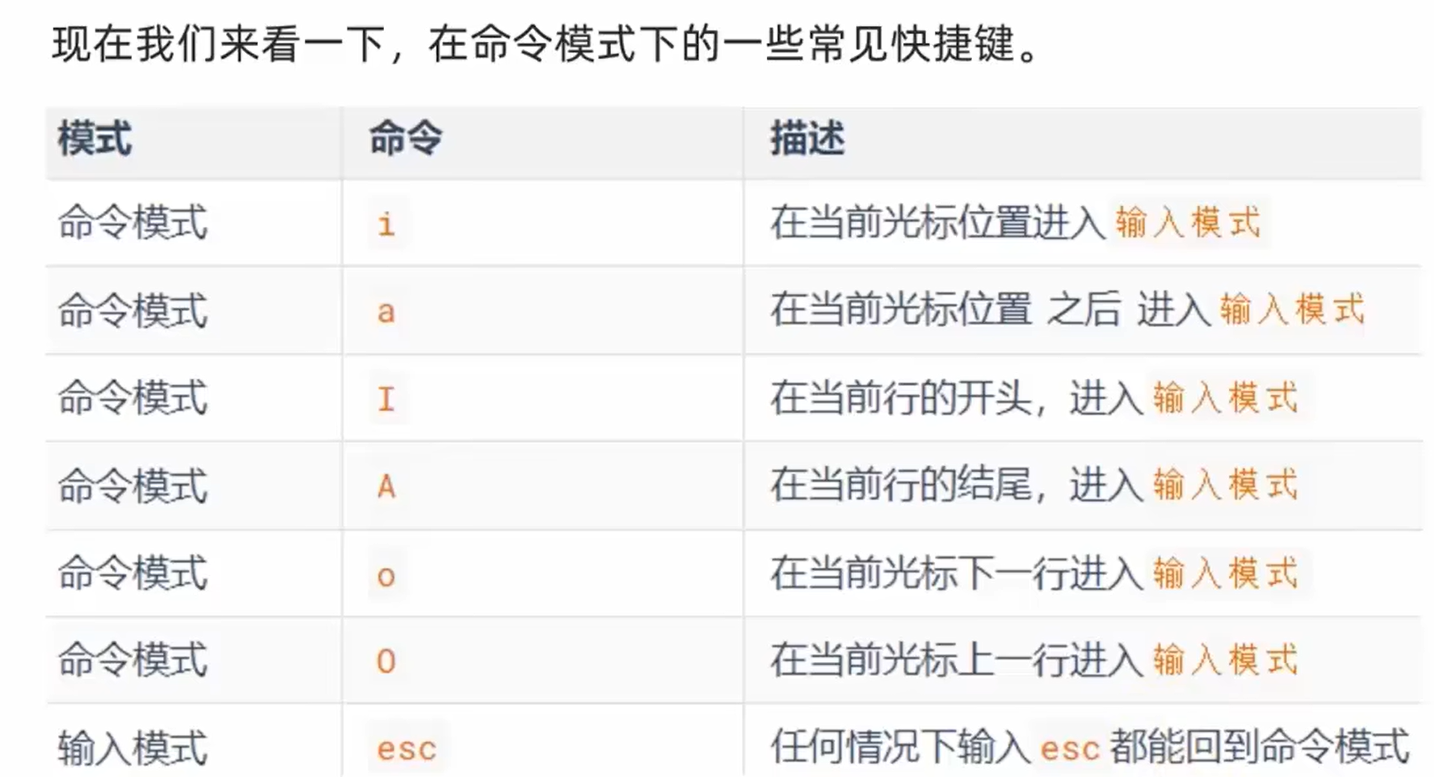 现在我们来看一下，在命令模式下的一些常见快捷键。
模式 命令 描述
命令模式 i 在当前光标位置进入 输入模式
命令模式 a 在当前光标位置 之后 进入 输入模式
命令模式 I 在当前行的开头，进入 输入模式
命令模式 A 在当前行的结尾，进入 输入模式
命令模式 o 在当前光标下一行进入 输入模式
命令模式 O 在当前光标上一行进入 输入模式
输入模式 esc 任何情况下输入 esc 都能回到命令模式